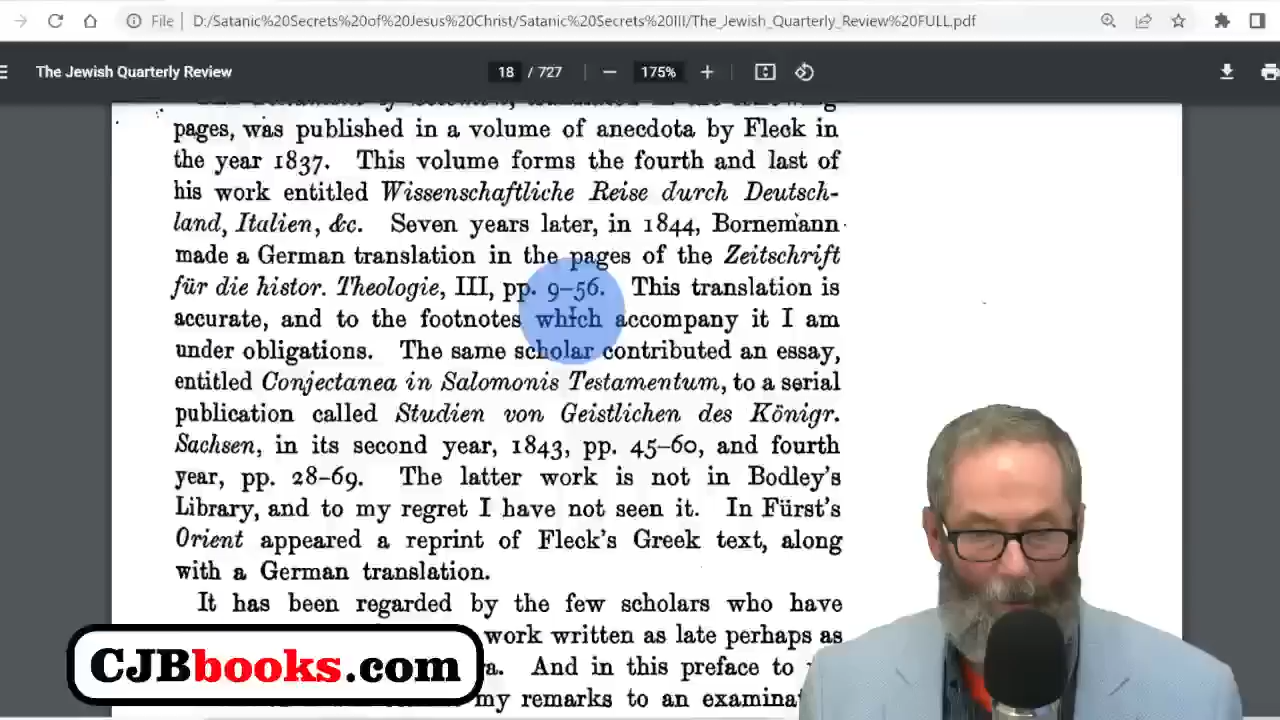 File | D:/Satanic%20Secrets%20of%20Jesus%20Christ/Satanic%20Secrets%20III/The_Jewish_Quarterly_Review%20FULL.pdf
The Jewish Quarterly Review
18 / 727
175%
pages, was published in a volume of anecdota by Fleck in
the year 1837. This volume forms the fourth and last of
his work entitled Wissenschaftliche Reise durch Deutsch-
land, Italien, &c. Seven years later, in 1844, Bornemann
made a German translation in the pages of the Zeitschrift
für die histor. Theologie, III, pp. 9–56. This translation is
accurate, and to the footnotes which accompany it I am
under obligations. The same scholar contributed an essay,
entitled Conjectanea in Salomonis Testamentum, to a serial
publication called Studien von Geistlichen des Königr.
Sachsen, in its second year, 1843, pp. 45–60, and fourth
year, pp. 28–69. The latter work is not in Bodley's
Library, and to my regret I have not seen it. In Fürst's
Orient appeared a reprint of Fleck's Greek text, along
with a German translation.
It has been regarded by the few scholars who have
work written as late perhaps as
And in this preface to
my remarks to an
CJBbooks.com